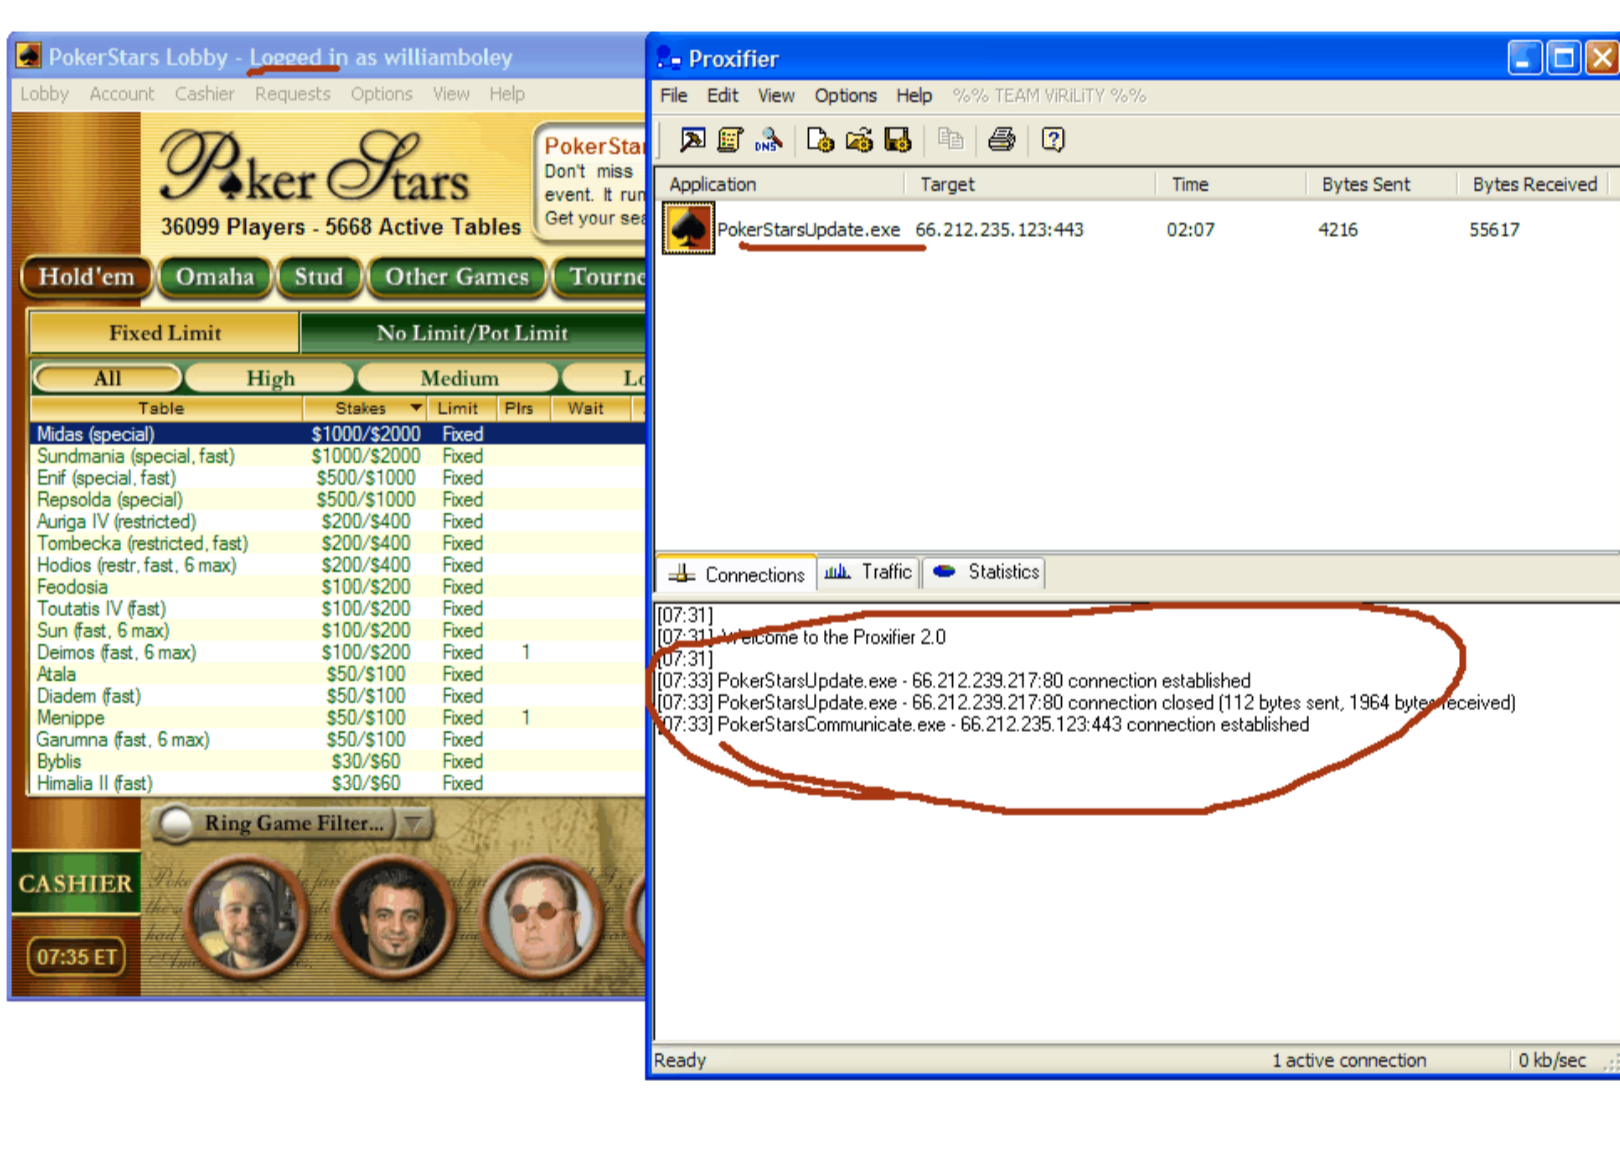 PokerStars Lobby - Logged in as williamboley
Lobby Account Cashier Requests Options View Help
Poker Stars
36099 Players - 5668 Active Tables
PokerStar
Don't miss
event. It run
Get your sea
Hold'em Omaha Stud Other Games Tourne
Fixed Limit No Limit/Pot Limit
All High Medium Lo
Table Stakes Limit Plrs Wait
Midas (special) $1000/$2000 Fixed
Sundmania (special, fast) $1000/$2000 Fixed
Enif (special, fast) $500/$1000 Fixed
Repsolda (special) $500/$1000 Fixed
Auriga IV (restricted) $200/$400 Fixed
Tombecka (restricted, fast) $200/$400 Fixed
Hodios (restr, fast, 6 max) $200/$400 Fixed
Feodosia $100/$200 Fixed
Toutatis IV (fast) $100/$200 Fixed
Sun (fast, 6 max) $100/$200 Fixed
Deimos (fast, 6 max) $100/$200 Fixed 1
Atala $50/$100 Fixed
Diadem (fast) $50/$100 Fixed
Menippe $50/$100 Fixed 1
Garumna (fast, 6 max) $50/$100 Fixed
Byblis $30/$60 Fixed
Himalia II (fast) $30/$60 Fixed
Ring Game Filter...
CASHIER
07:35 ET
Proxifier
File Edit View Options Help %% TEAM ViRiLiTY %%
DNS
Application Target Time Bytes Sent Bytes Received
PokerStarsUpdate.exe 66.212.235.123:443 02:07 4216 55617
Connections Traffic Statistics
[07:31]
[07:31] Welcome to the Proxifier 2.0
[07:31]
[07:33] PokerStarsUpdate.exe - 66.212.239.217:80 connection established
[07:33] PokerStarsUpdate.exe - 66.212.239.217:80 connection closed (112 bytes sent, 1964 bytes received)
[07:33] PokerStarsCommunicate.exe - 66.212.235.123:443 connection established
Ready 1 active connection 0 kb/sec